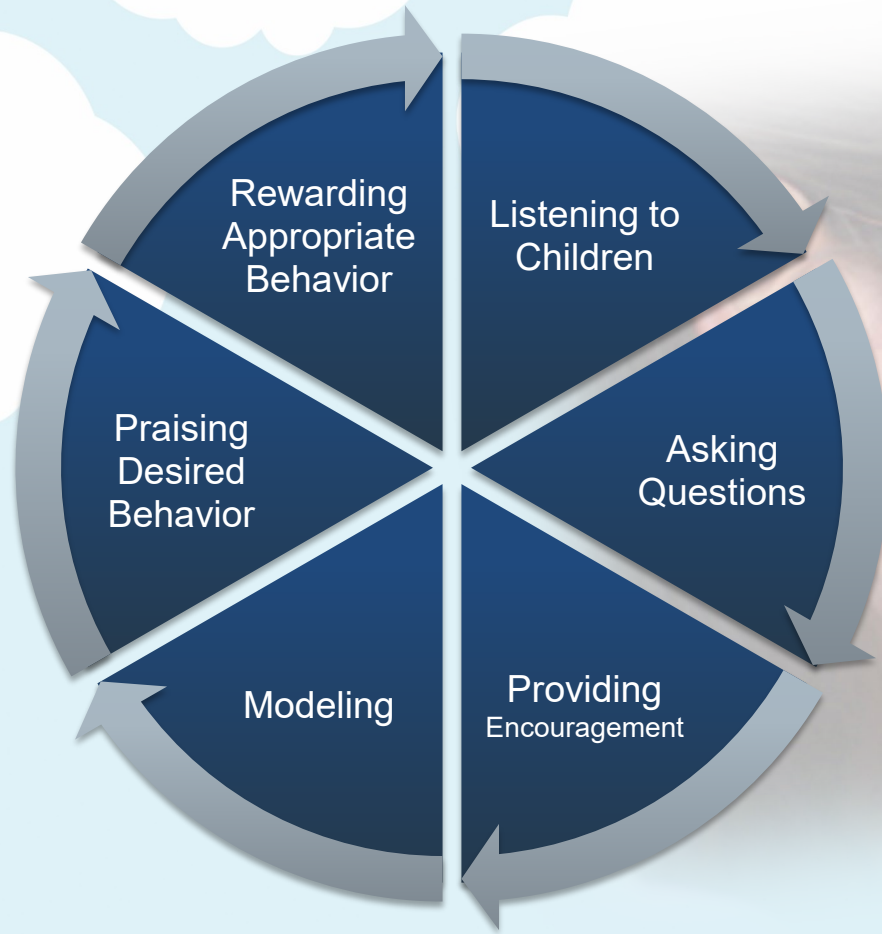 Rewarding
Appropriate
Behavior
Listening to
Children
Asking
Questions
Providing
Encouragement
Modeling
Praising
Desired
Behavior